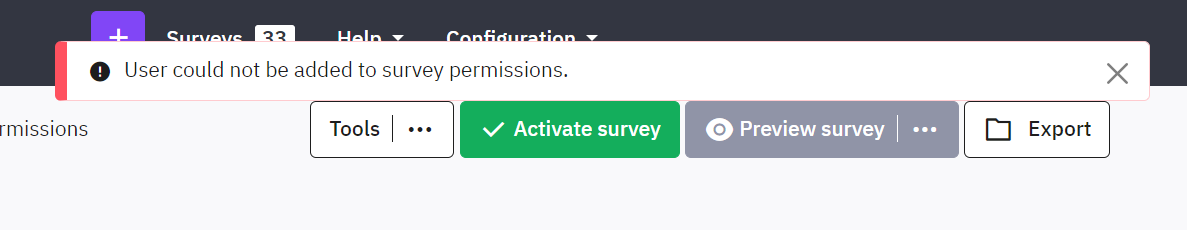 + Surveys 33 Help Configuration
User could not be added to survey permissions.
rmissions
Tools ... Activate survey Preview survey ... Export